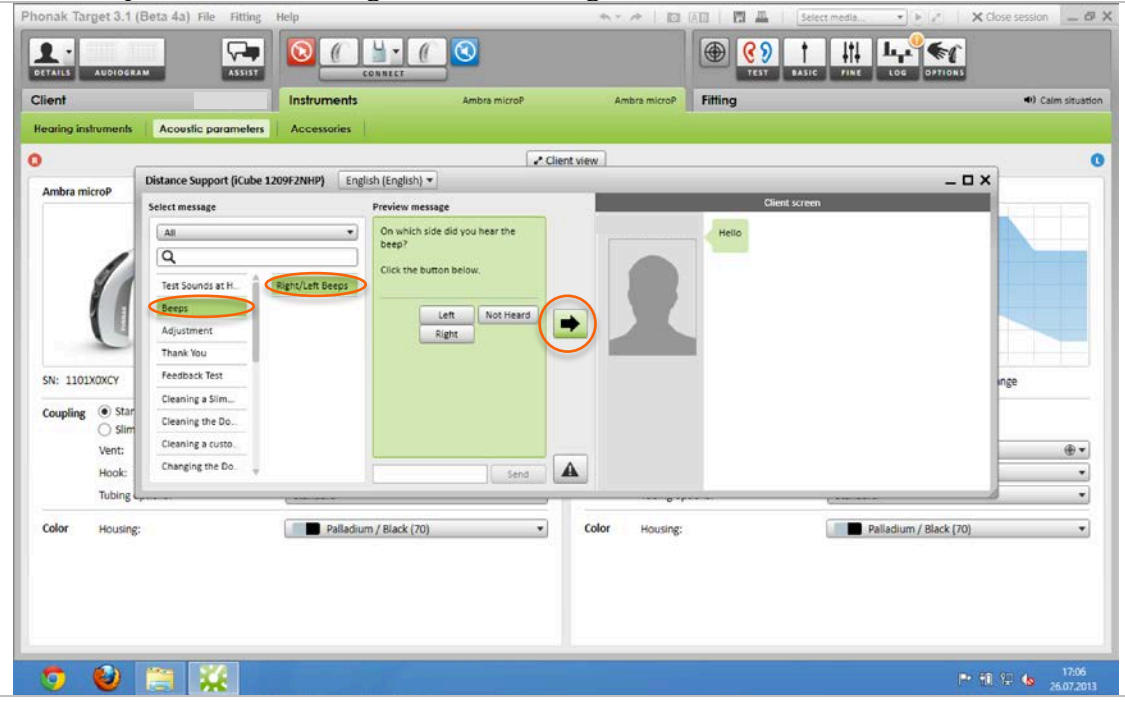 Phonak Target 3.1 (Beta 4a) File Fitting Help
Select media...
Close session
DETAILS AUDIOGRAM ASSIST CONNECT TEST BASIC FINE LOG OPTIONS
Client Instruments Ambra microP Ambra microP Fitting Calm situation
Hearing instruments Acoustic parameters Accessories
Client view
Distance Support (iCube 1209F2NHP) English (English)
Ambra microP
Select message Preview message Client screen
All
On which side did you hear the
beep?
Click the button below.
Hello
Test Sounds at H.. Right/Left Beeps
Beeps
Left Not Heard
Right
Adjustment
Thank You
Feedback Test
Cleaning a Slim...
Cleaning the Do..
Cleaning a custo..
Changing the Do..
Send
SN: 1101X0XCY
Coupling Star
Slim
Vent:
Hook:
Color Housing: Palladium / Black (70) Color Housing: Palladium / Black (70)
17:06
26.07.2013